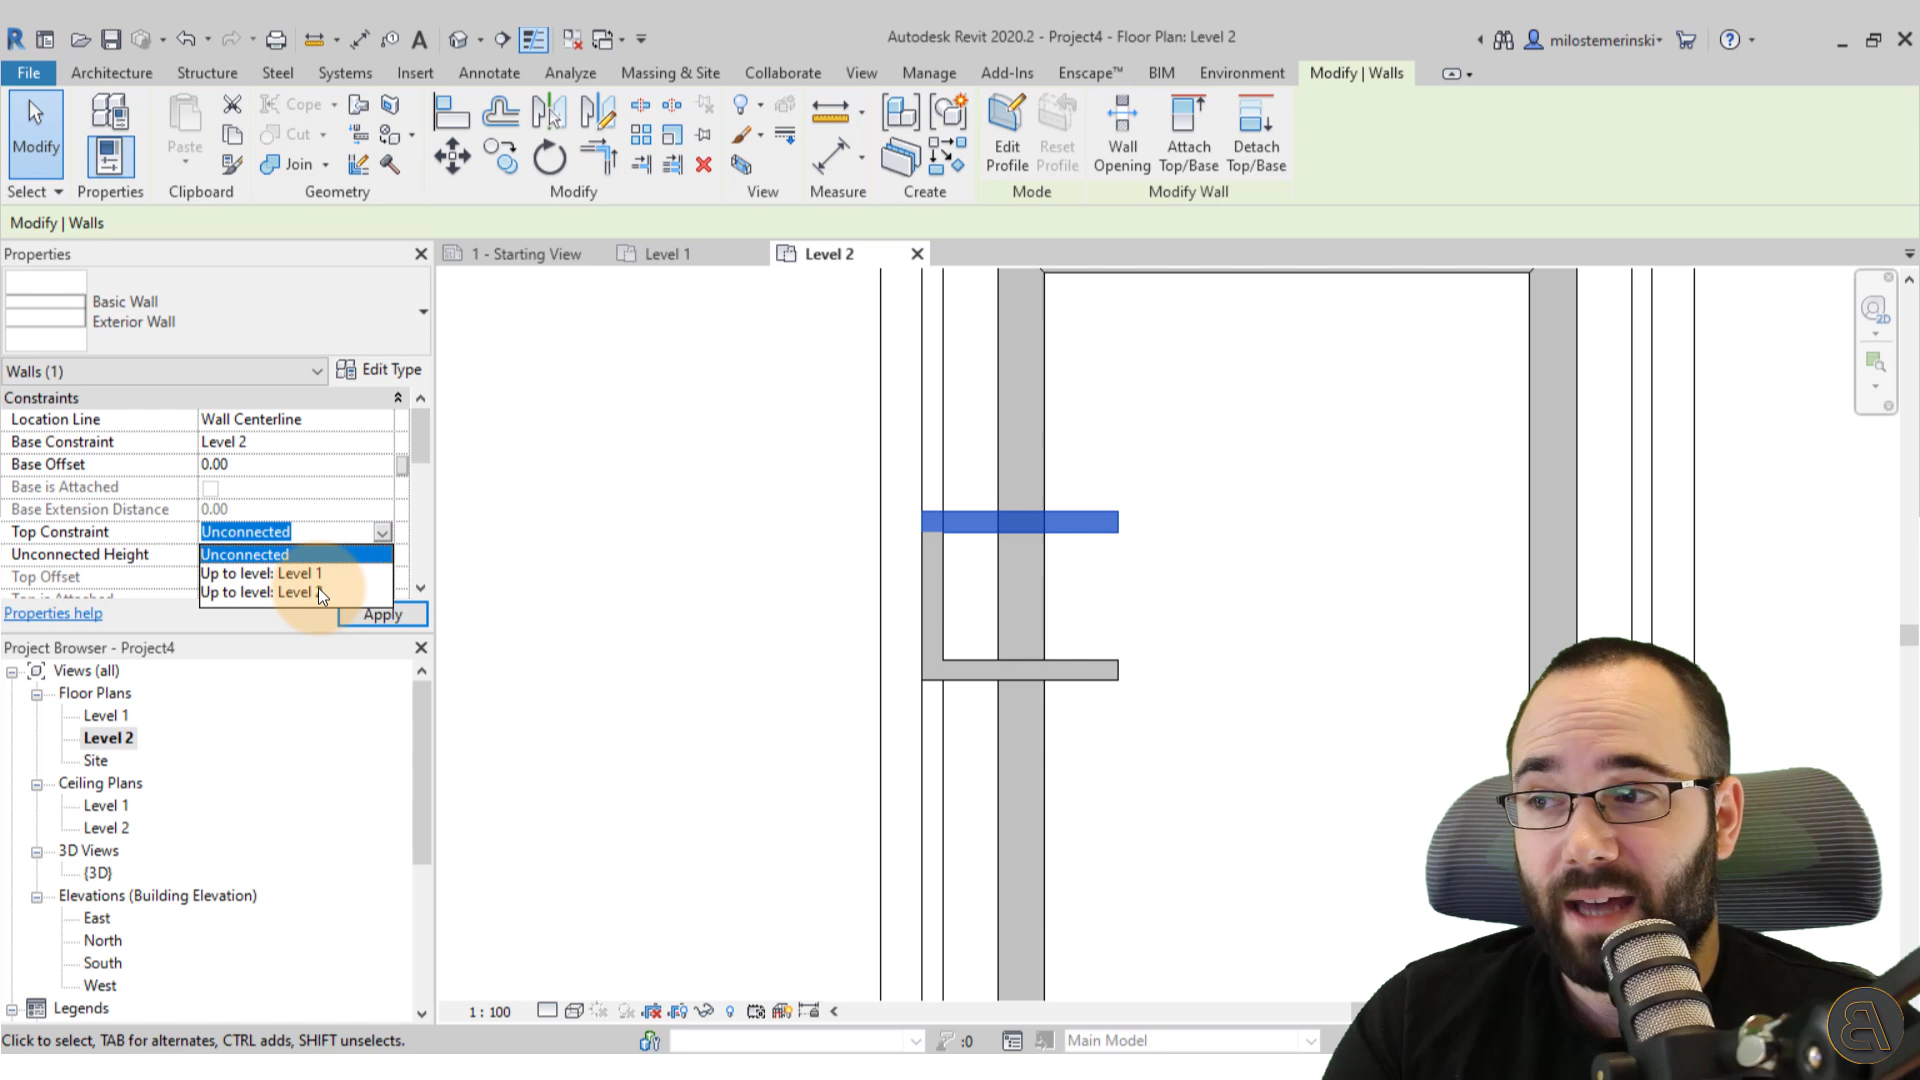 Autodesk Revit 2020.2 - Project4 - Floor Plan: Level 2
milostemerinski
File Architecture Structure Steel Systems Insert Annotate Analyze Massing & Site Collaborate View Manage Add-Ins Enscape™ BIM Environment Modify | Walls
Modify
Paste
Cope
Cut
Join
Edit Profile
Reset Profile
Wall Opening
Attach Top/Base
Detach Top/Base
Select Properties Clipboard Geometry Modify View Measure Create Mode Modify Wall
Modify | Walls
Properties
1 - Starting View
Level 1
Level 2
Basic Wall
Exterior Wall
Walls (1)
Edit Type
Constraints
Location Line Wall Centerline
Base Constraint Level 2
Base Offset 0.00
Base is Attached
Base Extension Distance 0.00
Top Constraint Unconnected
Unconnected Height Unconnected
Up to level: Level 1
Top Offset
Up to level: Level
Properties help
Apply
Project Browser - Project4
Views (all)
Floor Plans
Level 1
Level 2
Site
Ceiling Plans
Level 1
Level 2
3D Views
{3D}
Elevations (Building Elevation)
East
North
South
West
Legends
1 : 100
Click to select, TAB for alternates, CTRL adds, SHIFT unselects.
:0
Main Model
2D